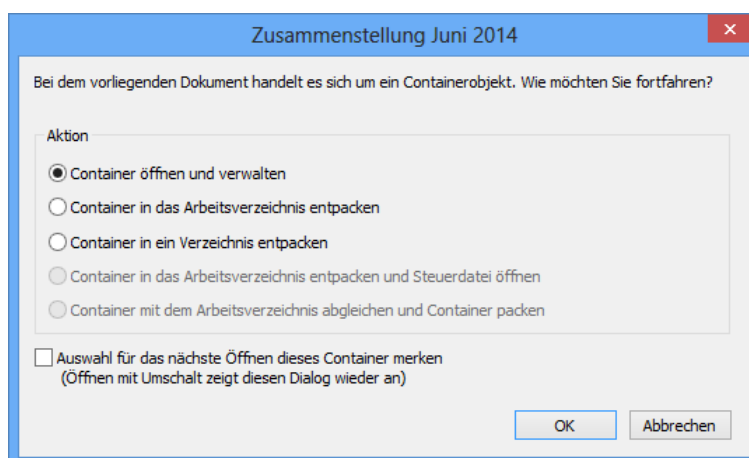 Zusammenstellung Juni 2014
Bei dem vorliegenden Dokument handelt es sich um ein Containerobjekt. Wie möchten Sie fortfahren?
Aktion
Container öffnen und verwalten
Container in das Arbeitsverzeichnis entpacken
Container in ein Verzeichnis entpacken
Container in das Arbeitsverzeichnis entpacken und Steuerdatei öffnen
Container mit dem Arbeitsverzeichnis abgleichen und Container packen
Auswahl für das nächste Öffnen dieses Container merken
(Öffnen mit Umschalt zeigt diesen Dialog wieder an)
OK Abbrechen